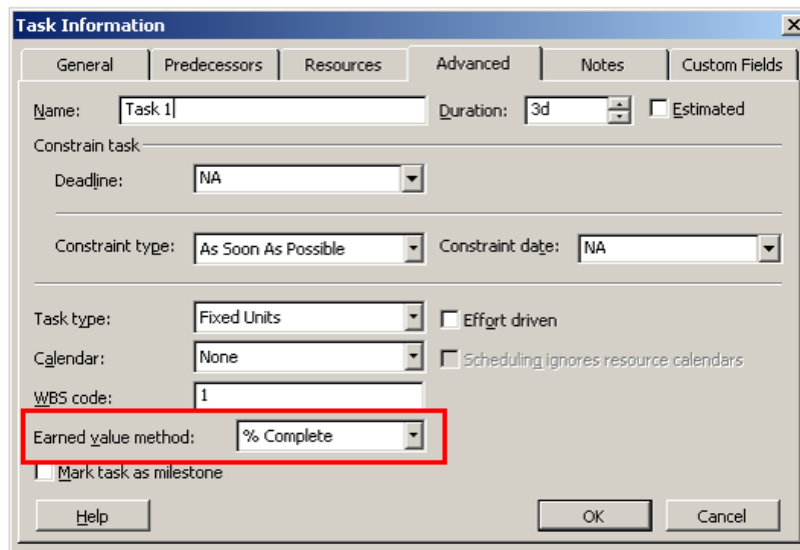 Task Information
General Predecessors Resources Advanced Notes Custom Fields
Name: Task 1 Duration: 3d Estimated
Constrain task
Deadline: NA
Constraint type: As Soon As Possible Constraint date: NA
Task type: Fixed Units Effort driven
Calendar: None Scheduling ignores resource calendars
WBS code: 1
Earned value method: % Complete
Mark task as milestone
Help OK Cancel